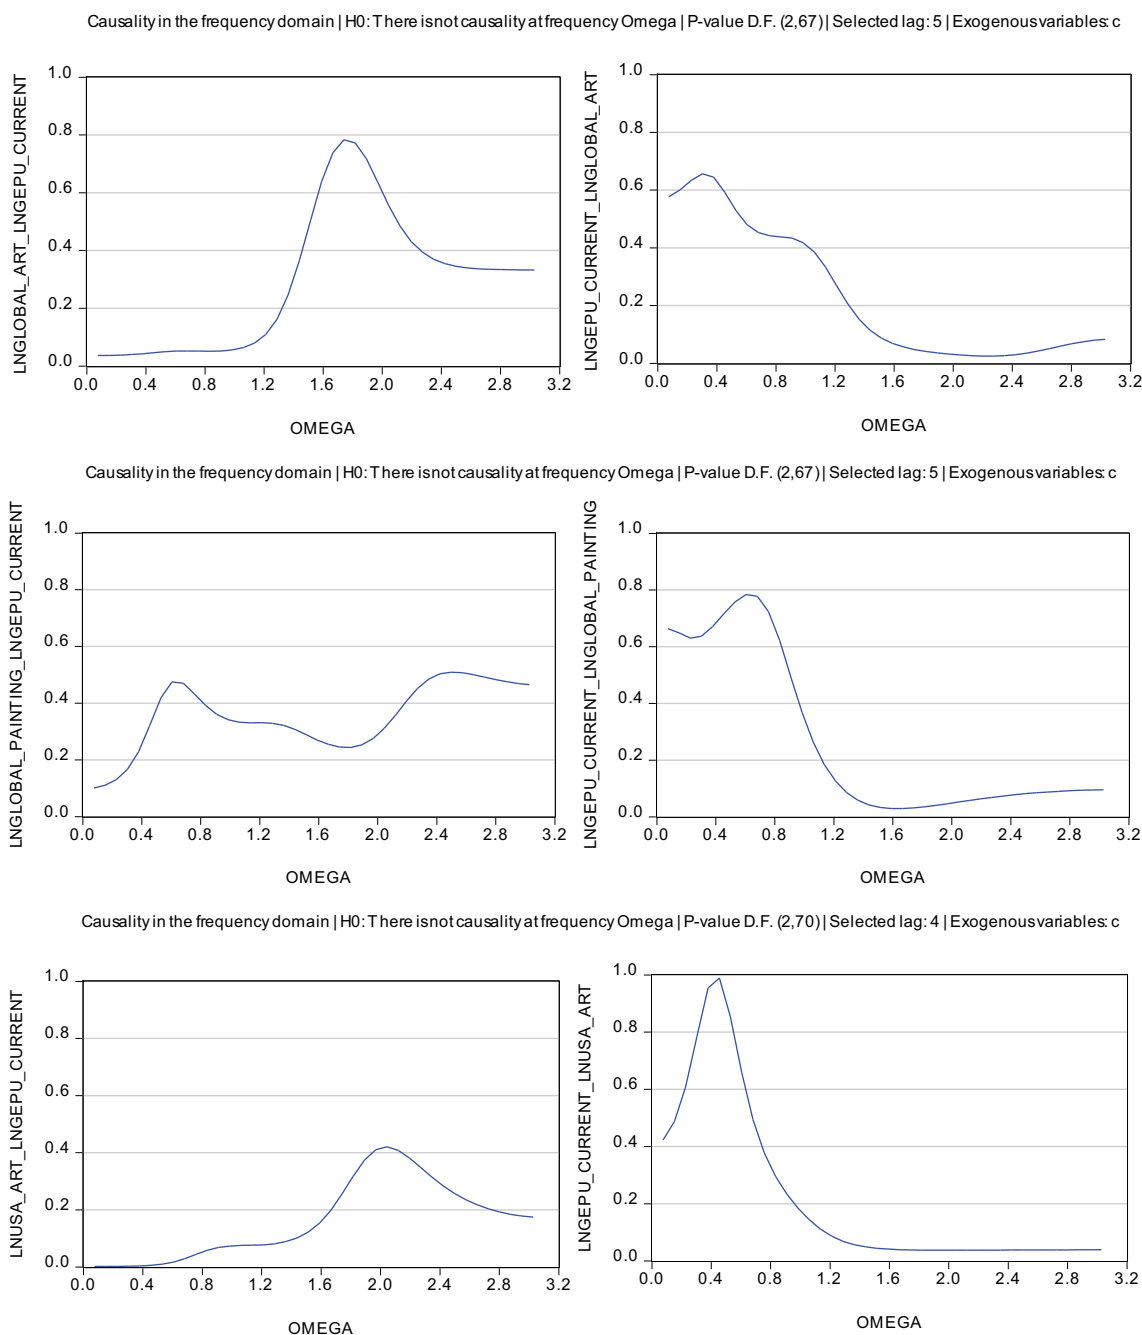 Causality in the frequency domain | H0: There isnot causality at frequency Omega | P-value D.F. (2,67) | Selected lag: 5 | Exogenous variables: c
LNGLOBAL_ART_LNGEPU_CURRENT
1.0
0.8
0.6
0.4
0.2
0.0
0.0 0.4 0.8 1.2 1.6 2.0 2.4 2.8 3.2
OMEGA
LNGEPU_CURRENT_LNGLOBAL_ART
1.0
0.8
0.6
0.4
0.2
0.0
0.0 0.4 0.8 1.2 1.6 2.0 2.4 2.8 3.2
OMEGA
Causality in the frequency domain | H0: There isnot causality at frequency Omega | P-value D.F. (2,67) | Selected lag: 5 | Exogenous variables: c
LNGLOBAL_PAINTING_LNGEPU_CURRENT
1.0
0.8
0.6
0.4
0.2
0.0
0.0 0.4 0.8 1.2 1.6 2.0 2.4 2.8 3.2
OMEGA
LNGEPU_CURRENT_LNGLOBAL_PAINTING
1.0
0.8
0.6
0.4
0.2
0.0
0.0 0.4 0.8 1.2 1.6 2.0 2.4 2.8 3.2
OMEGA
Causality in the frequency domain | H0: There isnot causality at frequency Omega | P-value D.F. (2,70) | Selected lag: 4 | Exogenous variables: c
LNUSA_ART_LNGEPU_CURRENT
1.0
0.8
0.6
0.4
0.2
0.0
0.0 0.4 0.8 1.2 1.6 2.0 2.4 2.8 3.2
OMEGA
LNGEPU_CURRENT_LNUSA_ART
1.0
0.8
0.6
0.4
0.2
0.0
0.0 0.4 0.8 1.2 1.6 2.0 2.4 2.8 3.2
OMEGA